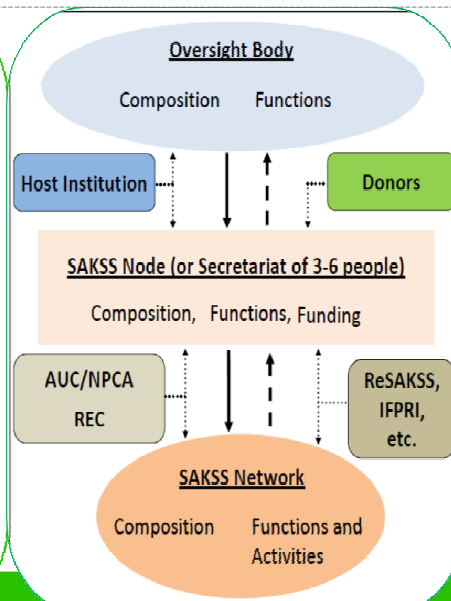 Oversight Body
Composition Functions
Host Institution
Donors
SAKSS Node (or Secretariat of 3-6 people)
Composition, Functions, Funding
AUC/NPCA
REC
ReSAKSS,
IFPRI,
etc.
SAKSS Network
Composition Functions and
Activities